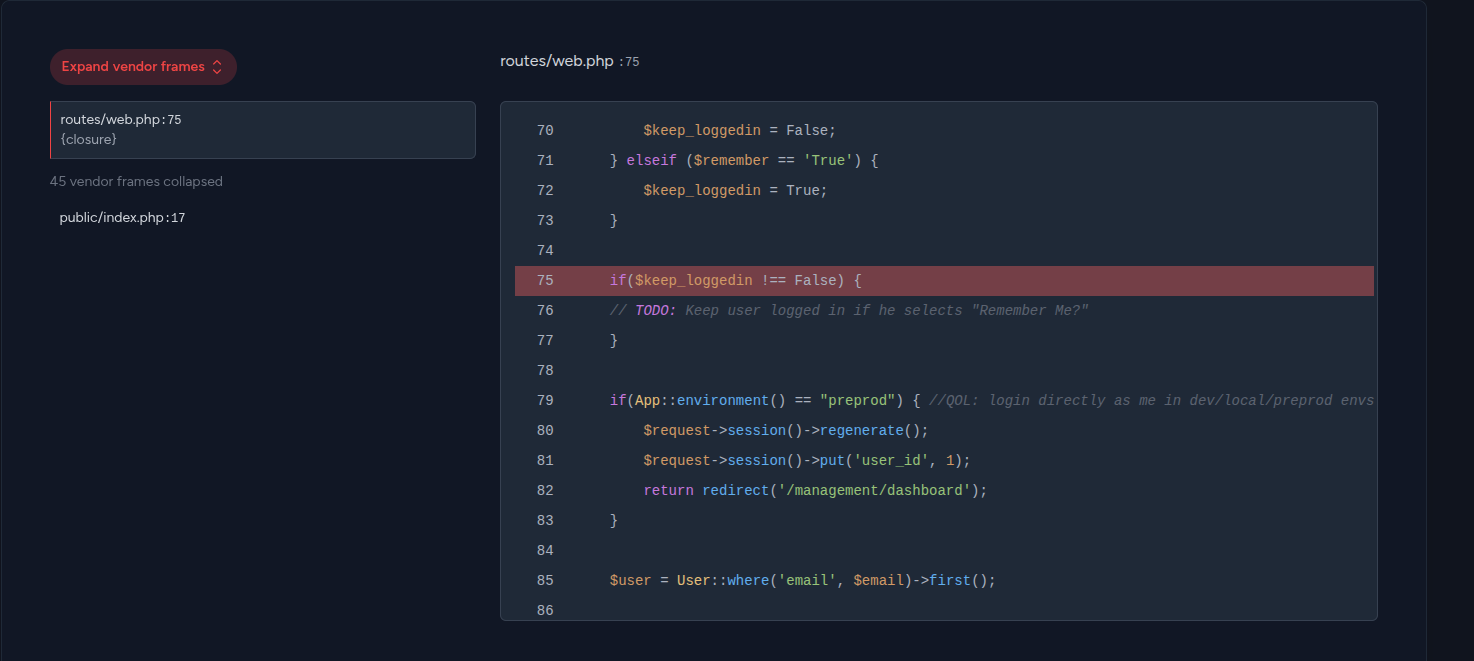 Expand vendor frames
routes/web.php:75
{closure}
45 vendor frames collapsed
public/index.php:17
routes/web.php :75
70 $keep_loggedin = False;
71 } elseif ($remember == 'True') {
72 $keep_loggedin = True;
73 }
74
75 if($keep_loggedin !== False) {
76 // TODO: Keep user logged in if he selects "Remember Me?"
77 }
78
79 if(App::environment() == "preprod") { //QOL: login directly as me in dev/local/preprod envs
80 $request->session()->regenerate();
81 $request->session()->put('user_id', 1);
82 return redirect('/management/dashboard');
83 }
84
85 $user = User::where('email', $email)->first();
86